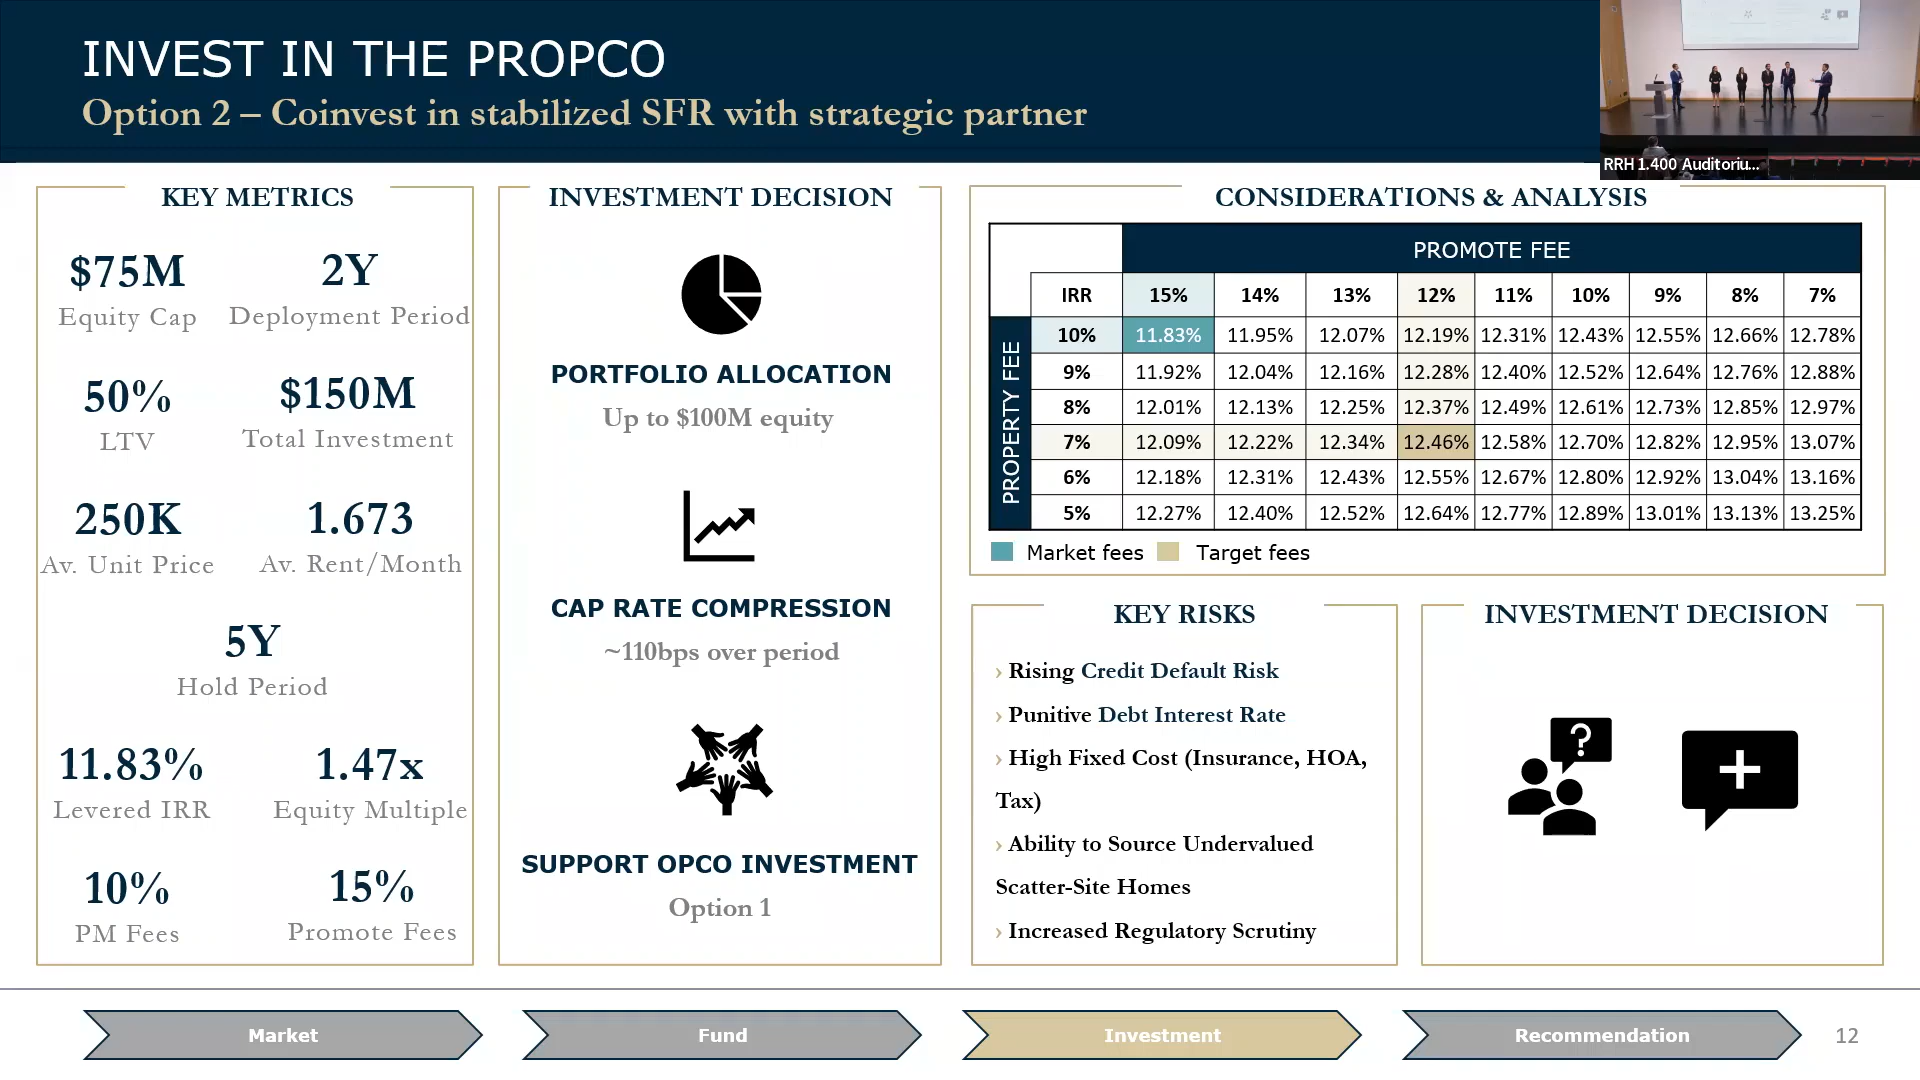 INVEST IN THE PROPCO
Option 2 – Coinvest in stabilized SFR with strategic partner
RRH 1.400 Auditoriu...
KEY METRICS
$75M
Equity Cap
2Y
Deployment Period
50%
LTV
$150M
Total Investment
250K
Av. Unit Price
1.673
Av. Rent/Month
5Y
Hold Period
11.83%
Levered IRR
1.47x
Equity Multiple
10%
PM Fees
15%
Promote Fees
INVESTMENT DECISION
PORTFOLIO ALLOCATION
Up to $100M equity
CAP RATE COMPRESSION
~110bps over period
SUPPORT OPCO INVESTMENT
Option 1
CONSIDERATIONS & ANALYSIS
PROMOTE FEE
IRR 15% 14% 13% 12% 11% 10% 9% 8% 7%
PROPERTY FEE
10% 11.83% 11.95% 12.07% 12.19% 12.31% 12.43% 12.55% 12.66% 12.78%
9% 11.92% 12.04% 12.16% 12.28% 12.40% 12.52% 12.64% 12.76% 12.88%
8% 12.01% 12.13% 12.25% 12.37% 12.49% 12.61% 12.73% 12.85% 12.97%
7% 12.09% 12.22% 12.34% 12.46% 12.58% 12.70% 12.82% 12.95% 13.07%
6% 12.18% 12.31% 12.43% 12.55% 12.67% 12.80% 12.92% 13.04% 13.16%
5% 12.27% 12.40% 12.52% 12.64% 12.77% 12.89% 13.01% 13.13% 13.25%
Market fees Target fees
KEY RISKS
› Rising Credit Default Risk
› Punitive Debt Interest Rate
› High Fixed Cost (Insurance, HOA,
Tax)
› Ability to Source Undervalued
Scatter-Site Homes
› Increased Regulatory Scrutiny
INVESTMENT DECISION
?
+
Market
Fund
Investment
Recommendation
12